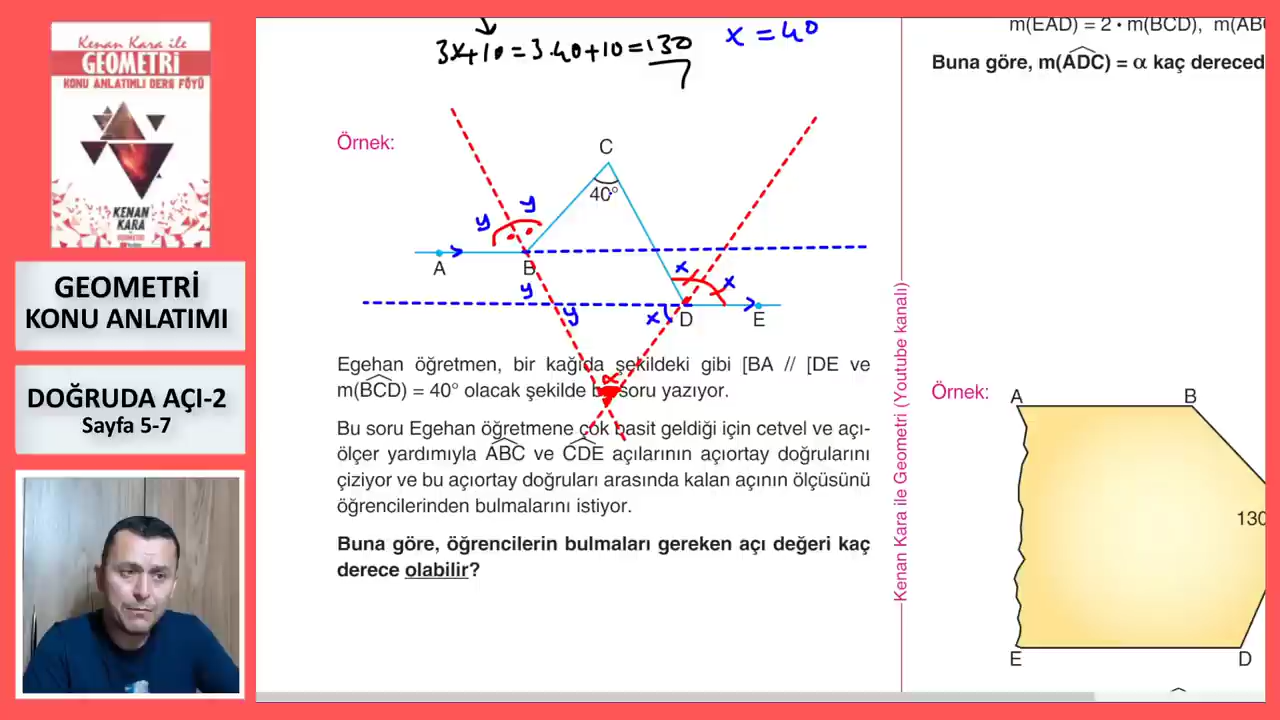 Kenan Kara ile
GEOMETRİ
KONU ANLATIMLI DERS FÖYÜ
KENAN
KARA
GEOMETRİ
KONU ANLATIMI
DOĞRUDA AÇI-2
Sayfa 5-7
3x+10=3.40+10=130
x=40
Örnek:
C
40°
y
y
A
B
y
y
x
x
x
D
E
α
Egehan öğretmen, bir kağıda şekildeki gibi [BA // [DE ve
m(BCD) = 40° olacak şekilde bir soru yazıyor.
Bu soru Egehan öğretmene çok basit geldiği için cetvel ve açı-
ölçer yardımıyla ABC ve CDE açılarının açıortay doğrularını
çiziyor ve bu açıortay doğruları arasında kalan açının ölçüsünü
öğrencilerinden bulmalarını istiyor.
Buna göre, öğrencilerin bulmaları gereken açı değeri kaç
derece olabilir?
Kenan Kara ile Geometri (Youtube kanalı)
m(EAD) = 2 • m(BCD), m(ABC
Buna göre, m(ADC) = α kaç dereced
Örnek:
A
B
130
E
D